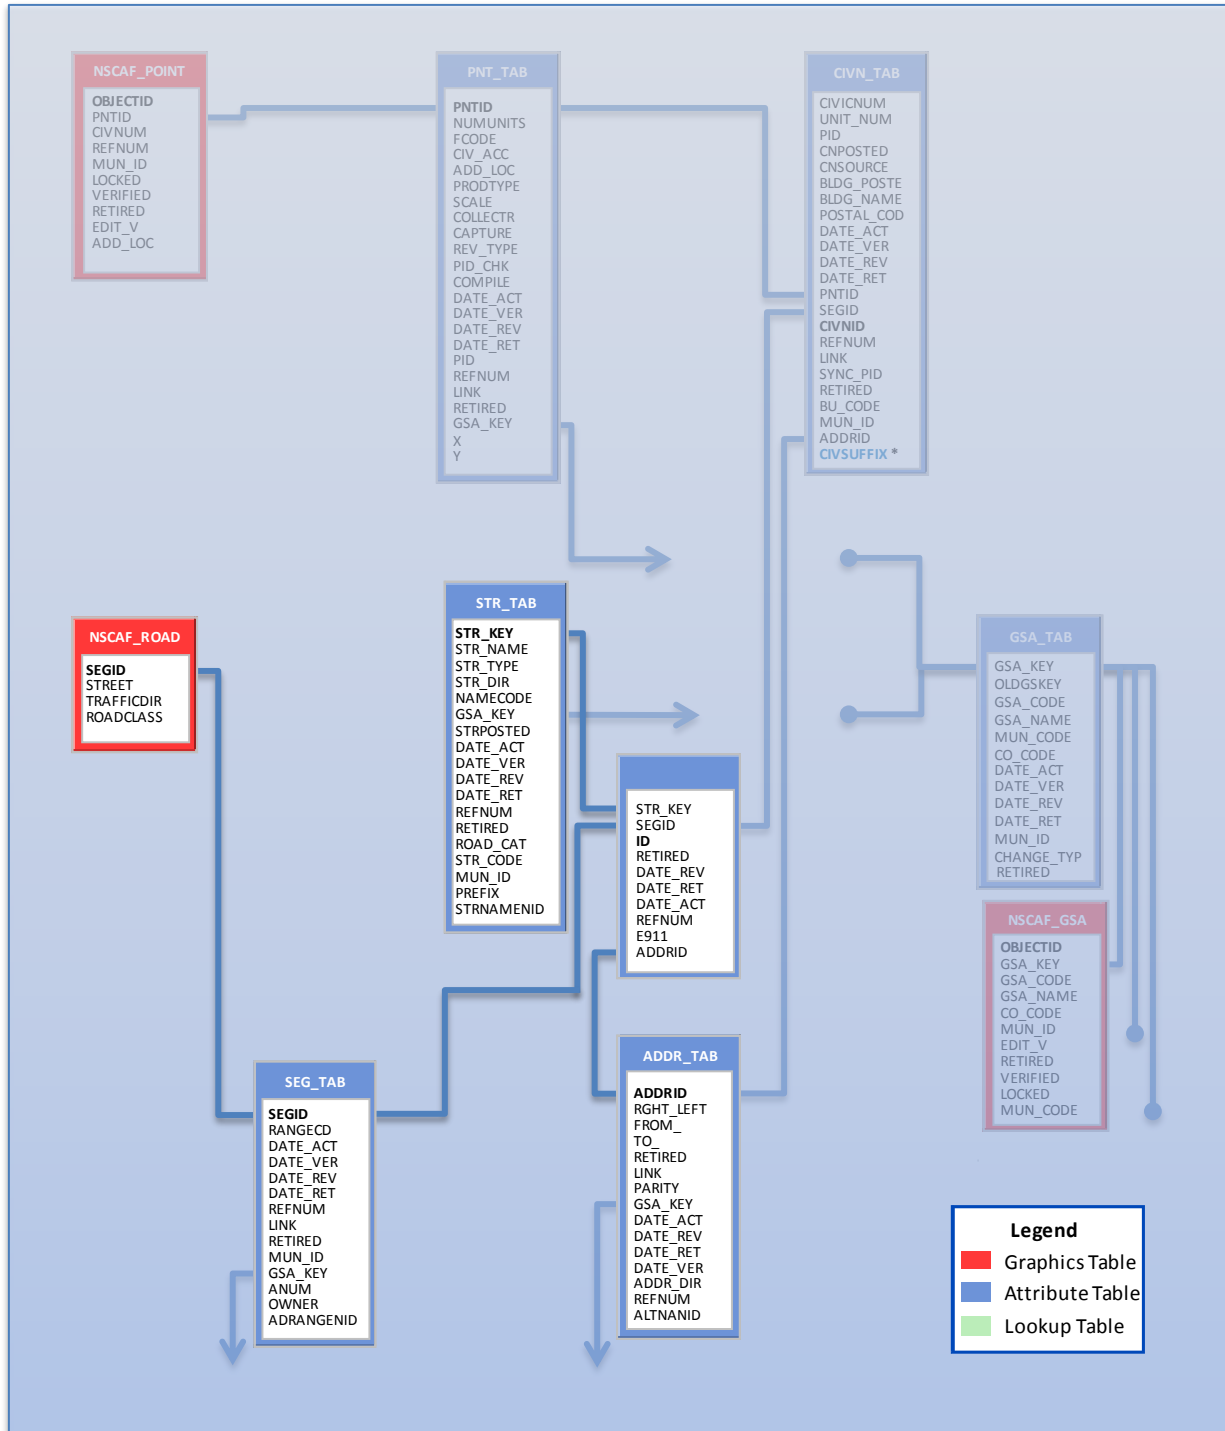 NSCAF_POINT
OBJECTID
PNTID
CIVNUM
REFNUM
MUN_ID
LOCKED
VERIFIED
RETIRED
EDIT_V
ADD_LOC
PNT_TAB
PNTID
NUMUNITS
FCODE
CIV_ACC
ADD_LOC
PRODTYPE
SCALE
COLLECTR
CAPTURE
REV_TYPE
PID_CHK
COMPILE
DATE_ACT
DATE_VER
DATE_REV
DATE_RET
PID
REFNUM
LINK
RETIRED
GSA_KEY
X
Y
CIVN_TAB
CIVICNUM
UNIT_NUM
PID
CNPOSTED
CNSOURCE
BLDG_POSTE
BLDG_NAME
POSTAL_COD
DATE_ACT
DATE_VER
DATE_REV
DATE_RET
PNTID
SEGID
CIVNID
REFNUM
LINK
SYNC_PID
RETIRED
BU_CODE
MUN_ID
ADDRID
CIVSUFFIX *
NSCAF_ROAD
SEGID
STREET
TRAFFICDIR
ROADCLASS
STR_TAB
STR_KEY
STR_NAME
STR_TYPE
STR_DIR
NAMECODE
GSA_KEY
STRPOSTED
DATE_ACT
DATE_VER
DATE_REV
DATE_RET
REFNUM
RETIRED
ROAD_CAT
STR_CODE
MUN_ID
PREFIX
STRNAMENID
STR_KEY
SEGID
ID
RETIRED
DATE_REV
DATE_RET
DATE_ACT
REFNUM
E911
ADDRID
GSA_TAB
GSA_KEY
OLDGSKEY
GSA_CODE
GSA_NAME
MUN_CODE
CO_CODE
DATE_ACT
DATE_VER
DATE_REV
DATE_RET
MUN_ID
CHANGE_TYP
RETIRED
NSCAF_GSA
OBJECTID
GSA_KEY
GSA_CODE
GSA_NAME
CO_CODE
MUN_ID
EDIT_V
RETIRED
VERIFIED
LOCKED
MUN_CODE
SEG_TAB
SEGID
RANGECD
DATE_ACT
DATE_VER
DATE_REV
DATE_RET
REFNUM
LINK
RETIRED
MUN_ID
GSA_KEY
ANUM
OWNER
ADRANGENID
ADDR_TAB
ADDRID
RGHT_LEFT
FROM_
TO_
RETIRED
LINK
PARITY
GSA_KEY
DATE_ACT
DATE_REV
DATE_RET
DATE_VER
ADDR_DIR
REFNUM
ALTNANID
Legend
Graphics Table
Attribute Table
Lookup Table